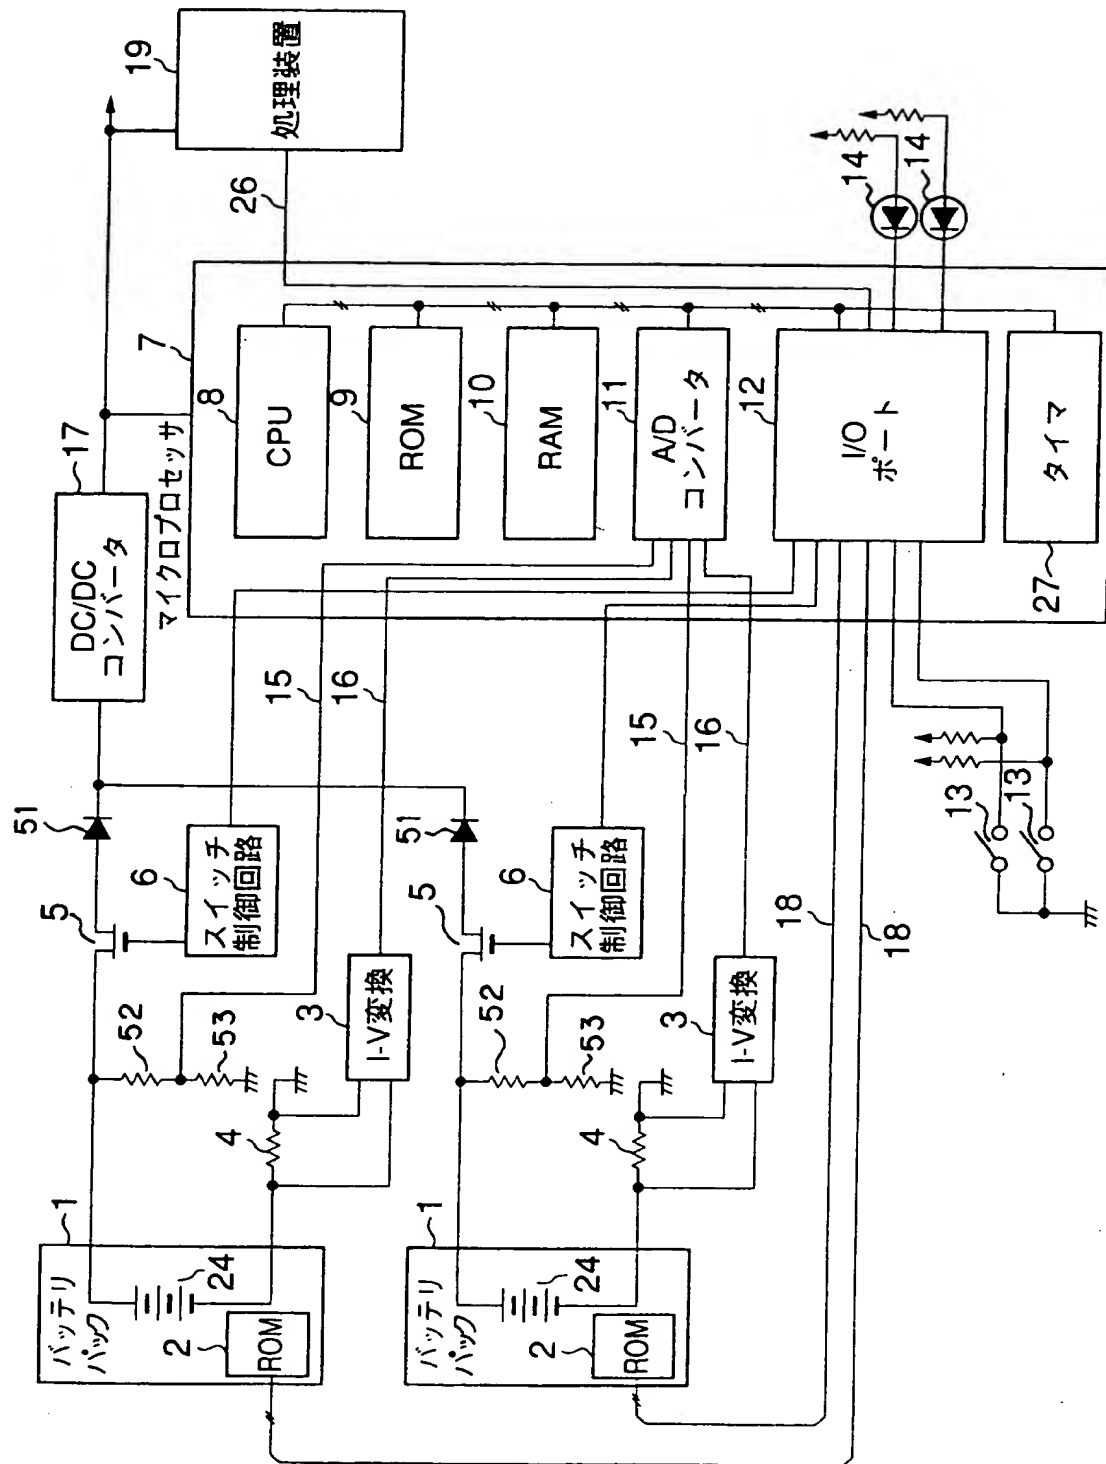 バッテリ
パック
1
24
2
ROM
4
52
53
3
I-V変換
5
51
6
スイッチ
制御回路
15
16
17
DC/DC
コンバータ
マイクロプロセッサ
7
8
CPU
9
ROM
10
RAM
11
A/D
コンバータ
12
I/O
ポート
27
タイマ
26
19
処理装置
バッテリ
パック
1
24
2
ROM
4
52
53
3
I-V変換
5
51
6
スイッチ
制御回路
15
16
18
18
13
13
14
14